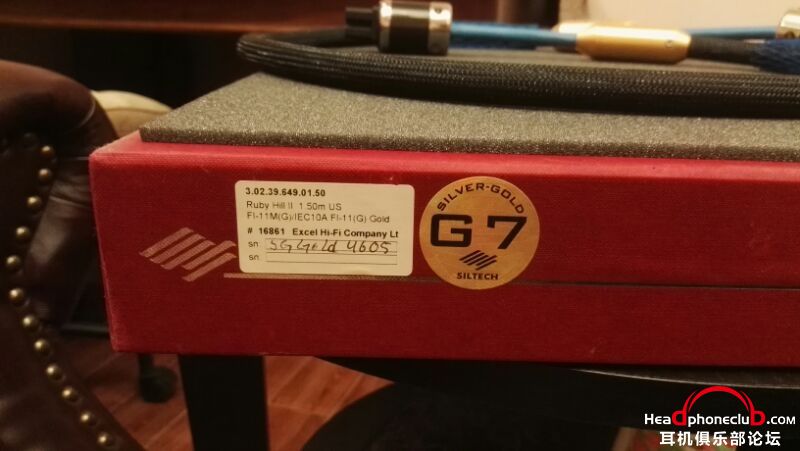 3.02.39.649.01.50
Ruby Hill II 1.50m US
FI-11M(G)/IEC10A FI-11(G) Gold
# 16861 Excel Hi-Fi Company Lt
sn: SG Gold 4605
sn:
SILVER-GOLD
G7
SILTECH
Headphoneclub.com
耳机俱乐部论坛